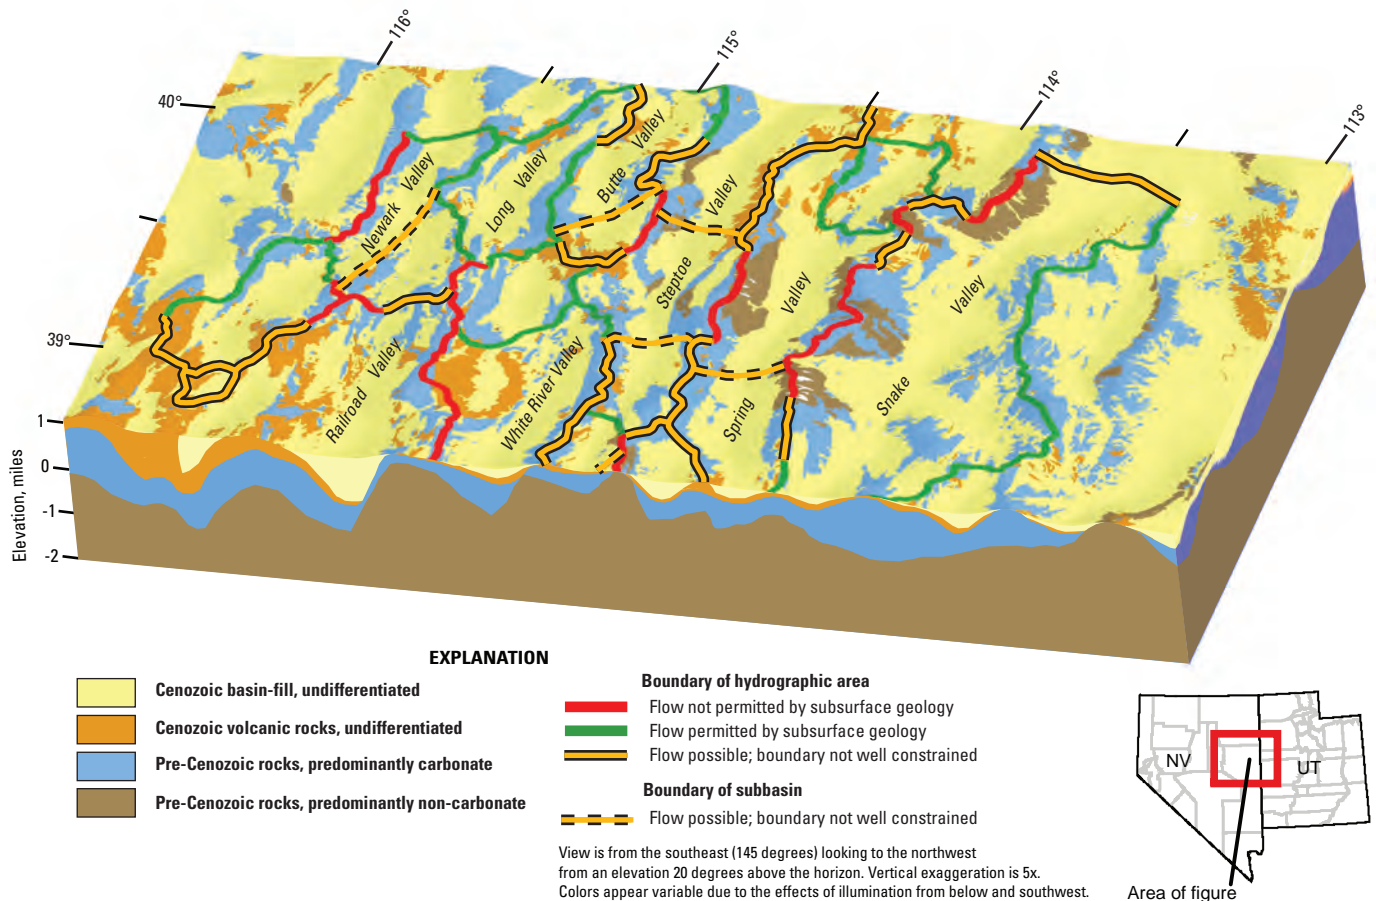 116°
115°
114°
113°
40°
39°
Newark Valley
Long Valley
Butte Valley
Steptoe Valley
Spring Valley
Snake Valley
Railroad Valley
White River Valley
Elevation, miles
1
0
-1
-2
EXPLANATION
Cenozoic basin-fill, undifferentiated
Cenozoic volcanic rocks, undifferentiated
Pre-Cenozoic rocks, predominantly carbonate
Pre-Cenozoic rocks, predominantly non-carbonate
Boundary of hydrographic area
Flow not permitted by subsurface geology
Flow permitted by subsurface geology
Flow possible; boundary not well constrained
Boundary of subbasin
Flow possible; boundary not well constrained
View is from the southeast (145 degrees) looking to the northwest
from an elevation 20 degrees above the horizon. Vertical exaggeration is 5x.
Colors appear variable due to the effects of illumination from below and southwest.
NV
UT
Area of figure